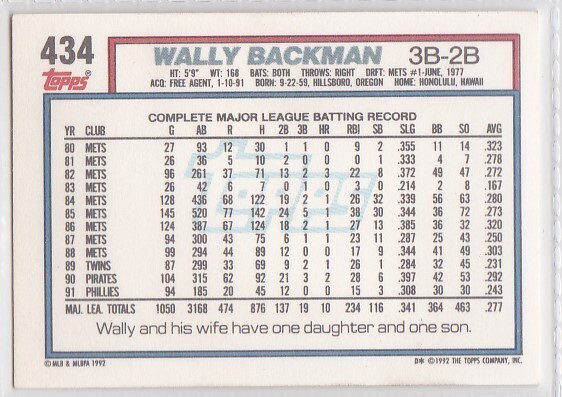 434
WALLY BACKMAN 3B-2B
Topps®
HT: 5'9" WT: 168 BATS: BOTH THROWS: RIGHT DRFT: METS #1-JUNE, 1977
ACQ: FREE AGENT, 1-10-91 BORN: 9-22-59, HILLSBORO, OREGON HOME: HONOLULU, HAWAII
COMPLETE MAJOR LEAGUE BATTING RECORD
YR CLUB G AB R H 2B 3B HR RBI SB SLG BB SO AVG
80 METS 27 93 12 30 1 1 0 9 2 .355 11 14 .323
81 METS 26 36 5 10 2 0 0 0 1 .333 4 7 .278
82 METS 96 261 37 71 13 2 3 22 8 .372 49 47 .272
83 METS 26 42 6 7 0 1 0 3 0 .214 2 8 .167
84 METS 128 436 68 122 19 2 1 26 32 .339 56 63 .280
85 METS 145 520 77 142 24 5 1 38 30 .344 36 72 .273
86 METS 124 387 67 124 18 2 1 27 13 .385 36 32 .320
87 METS 94 300 43 75 6 1 1 23 11 .287 25 43 .250
88 METS 99 294 44 89 12 0 0 17 9 .344 41 49 .303
89 TWINS 87 299 33 69 9 2 1 26 1 .284 32 45 .231
90 PIRATES 104 315 62 92 21 3 2 28 6 .397 42 53 .292
91 PHILLIES 94 185 20 45 12 0 0 15 3 .308 30 30 .243
MAJ. LEA. TOTALS 1050 3168 474 876 137 19 10 234 116 .341 364 463 .277
Topps
Wally and his wife have one daughter and one son.
© MLB & MLBPA 1992 D* © 1992 THE TOPPS COMPANY, INC.